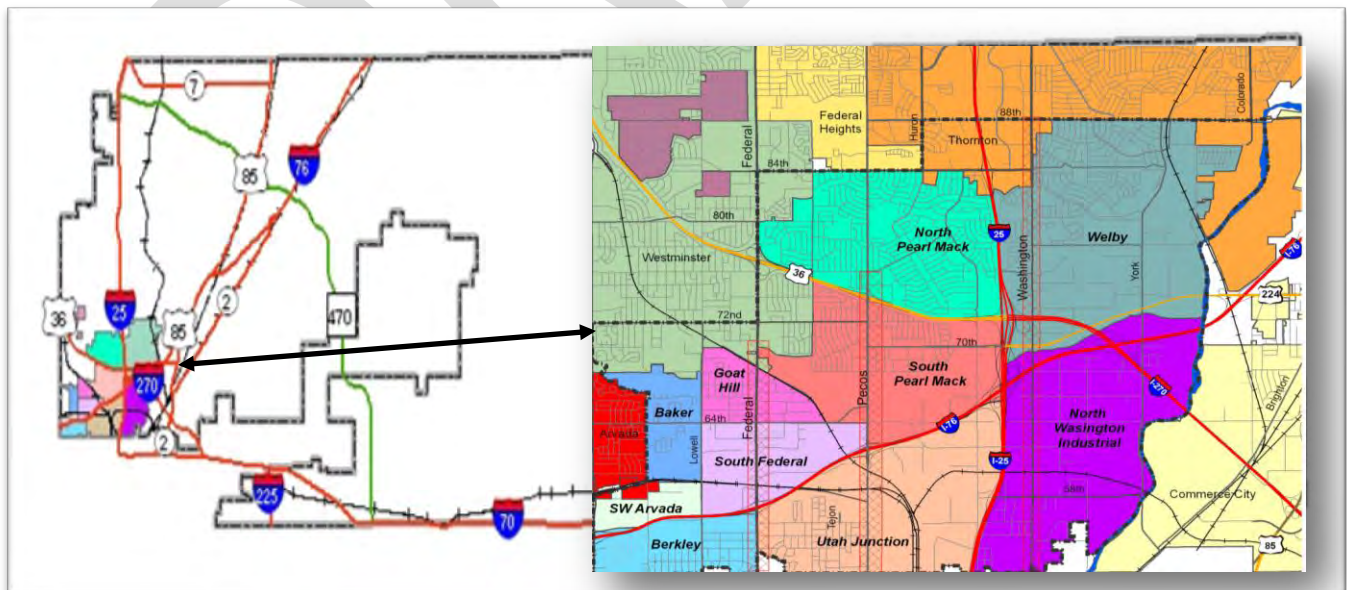 7
85
76
36
25
85
2
470
270
2
225
70
Federal
Heights
Huron
88th
Thornton
Colorado
Federal
84th
80th
North
Pearl Mack
25
Washington
Welby
York
I-76
Westminster
36
224
72nd
70th
Goat
Hill
Pecos
South
Pearl Mack
I-270
Brighton
Baker
64th
Federal
I-76
North
Wasington
Industrial
Arvada
Lowell
South Federal
I-25
58th
Commerce City
SW Arvada
Tejon
Berkley
Utah Junction
85